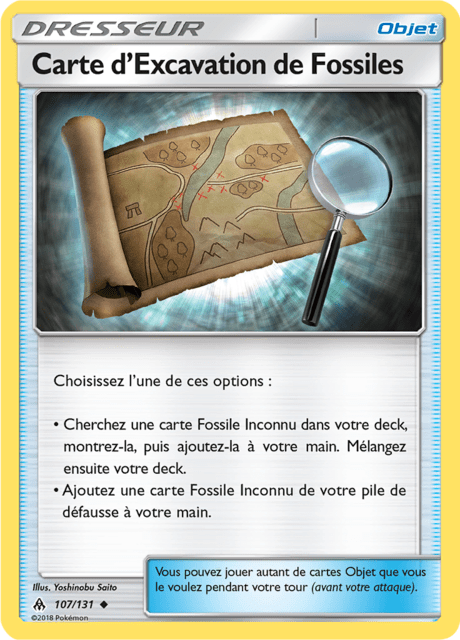 DRESSEUR Objet
Carte d'Excavation de Fossiles
Choisissez l'une de ces options :
• Cherchez une carte Fossile Inconnu dans votre deck,
montrez-la, puis ajoutez-la à votre main. Mélangez
ensuite votre deck.
• Ajoutez une carte Fossile Inconnu de votre pile de
défausse à votre main.
Vous pouvez jouer autant de cartes Objet que vous
le voulez pendant votre tour (avant votre attaque).
Illus. Yoshinobu Saito
107/131
©2018 Pokémon